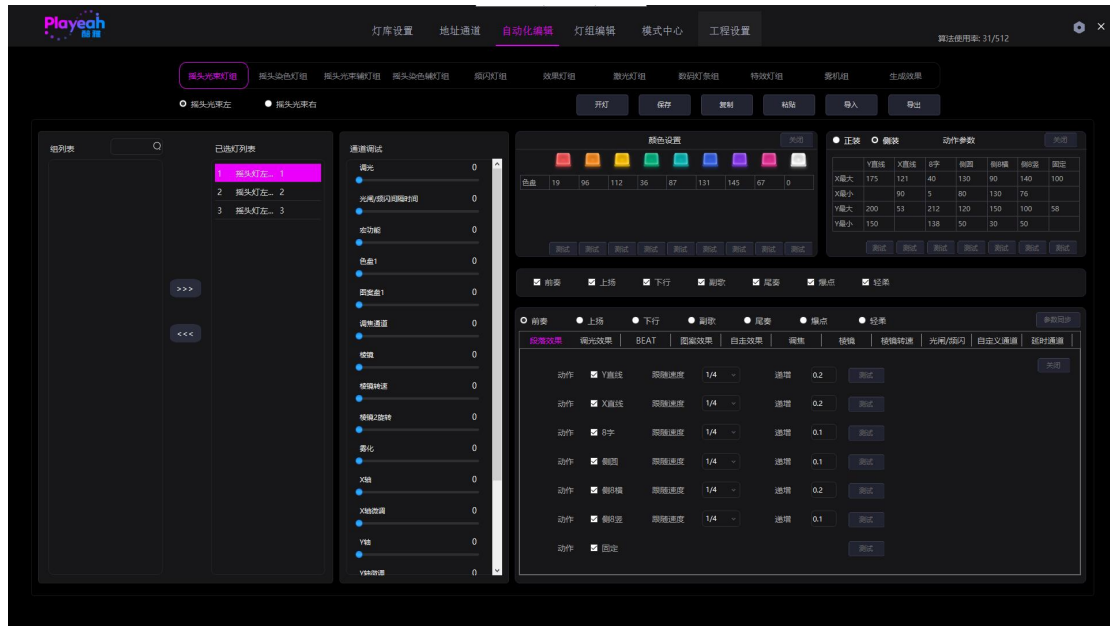 Playeah
酷雅
灯库设置 地址通道 自动化编辑 灯组编辑 模式中心 工程设置
算法使用率: 31/512
摇头光束灯组 摇头染色灯组 摇头光束辅灯组 摇头染色辅灯组 频闪灯组 效果灯组 激光灯组 数码灯条组 特效灯组 雾机组 生成效果
摇头光束左 摇头光束右 开灯 保存 复制 粘贴 导入 导出
组列表 已选灯列表
1 摇头灯左... 1
2 摇头灯左... 2
3 摇头灯左... 3
>>>
<<<
通道调试
调光 0
光闸/频闪间隔时间 0
宏功能 0
色盘1 0
图案盘1 0
调焦通道 0
棱镜 0
棱镜转速 0
棱镜2旋转 0
雾化 0
X轴 0
X轴微调 0
Y轴 0
Y轴微调 0
颜色设置 关闭
色盘 19 96 112 36 87 131 145 67 0
测试 测试 测试 测试 测试 测试 测试 测试 测试
正装 侧装 动作参数 关闭
Y直线 X直线 8字 侧圆 侧8横 侧8竖 固定
X最大 175 121 40 130 90 140 100
X最小 90 5 80 130 76
Y最大 200 53 212 120 150 100 58
Y最小 150 138 50 30 50
测试 测试 测试 测试 测试 测试 测试
前奏 上扬 下行 副歌 尾奏 爆点 轻柔
前奏 上扬 下行 副歌 尾奏 爆点 轻柔 参数同步
段落效果 调光效果 BEAT 图案效果 自走效果 调焦 棱镜 棱镜转速 光闸/频闪 自定义通道 延时通道
关闭
动作 Y直线 跟随速度 1/4 递增 0.2 测试
动作 X直线 跟随速度 1/4 递增 0.2 测试
动作 8字 跟随速度 1/4 递增 0.1 测试
动作 侧圆 跟随速度 1/4 递增 0.1 测试
动作 侧8横 跟随速度 1/4 递增 0.2 测试
动作 侧8竖 跟随速度 1/4 递增 0.1 测试
动作 固定 测试